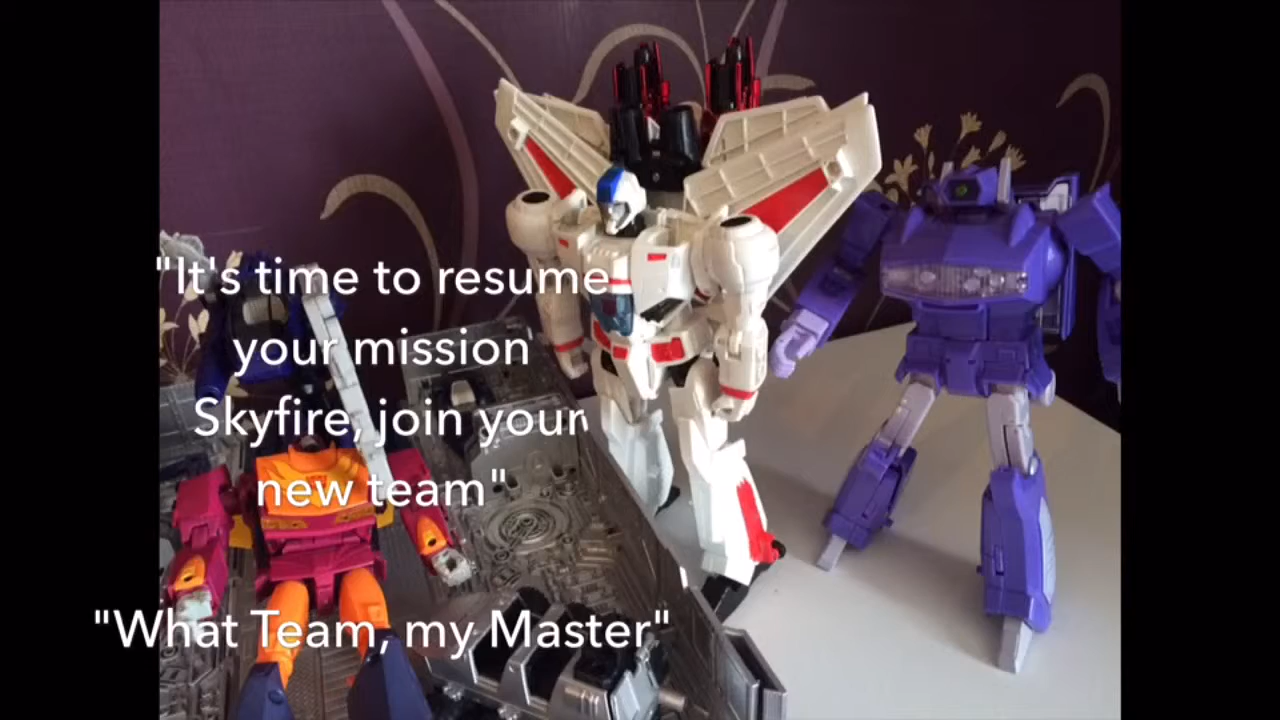 "It's time to resume
your mission
Skyfire, join your
new team"
"What Team, my Master"